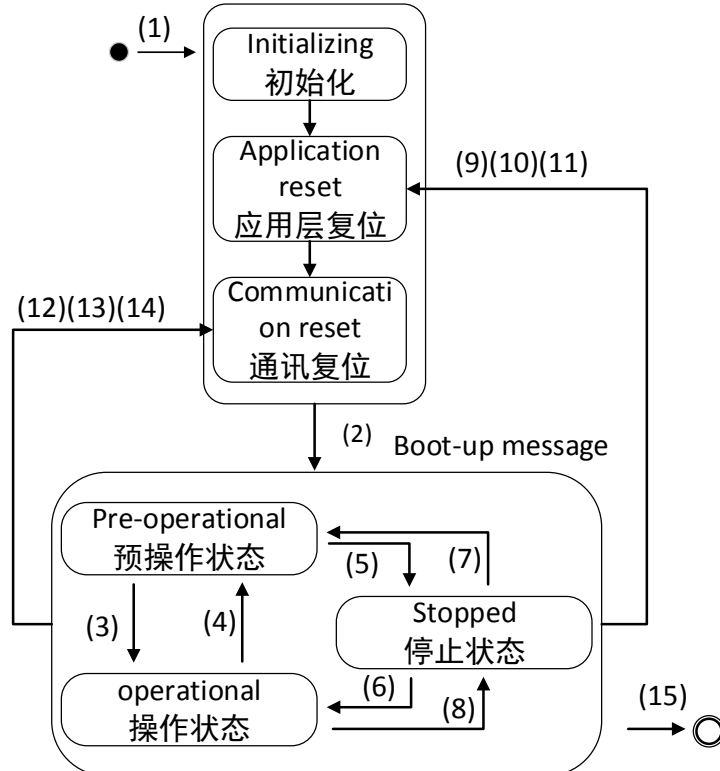 (1)
Initializing
初始化
Application
reset
应用层复位
(9)(10)(11)
Communicati
on reset
通讯复位
(12)(13)(14)
(2)
Boot-up message
Pre-operational
预操作状态
(5)
(7)
(3)
(4)
Stopped
停止状态
operational
操作状态
(6)
(8)
(15)